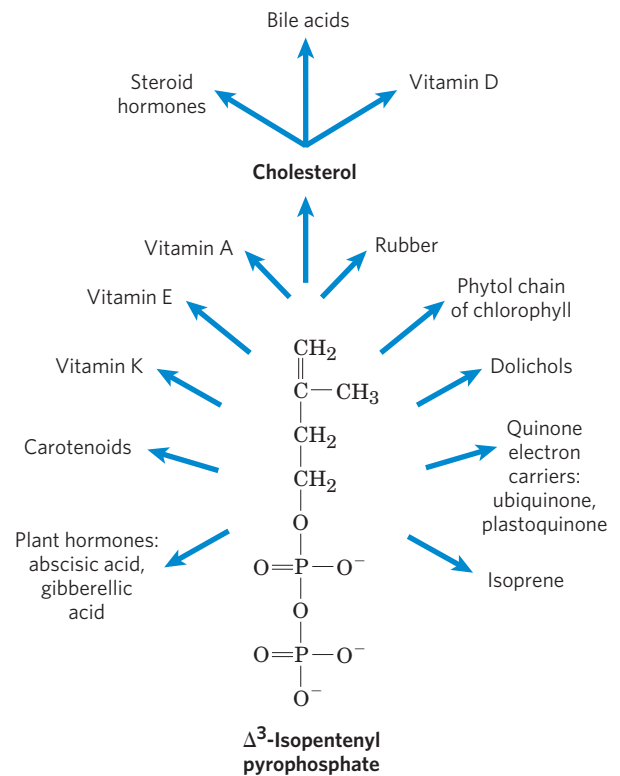 Bile acids
Steroid
hormones
Vitamin D
Cholesterol
Vitamin A
Rubber
Vitamin E
Phytol chain
of chlorophyll
Vitamin K
Dolichols
Carotenoids
Quinone
electron
carriers:
ubiquinone,
plastoquinone
Plant hormones:
abscisic acid,
gibberellic
acid
Isoprene
CH₂
C—CH₃
CH₂
CH₂
O
O=P—O⁻
O
O=P—O⁻
O⁻
Δ³-Isopentenyl
pyrophosphate